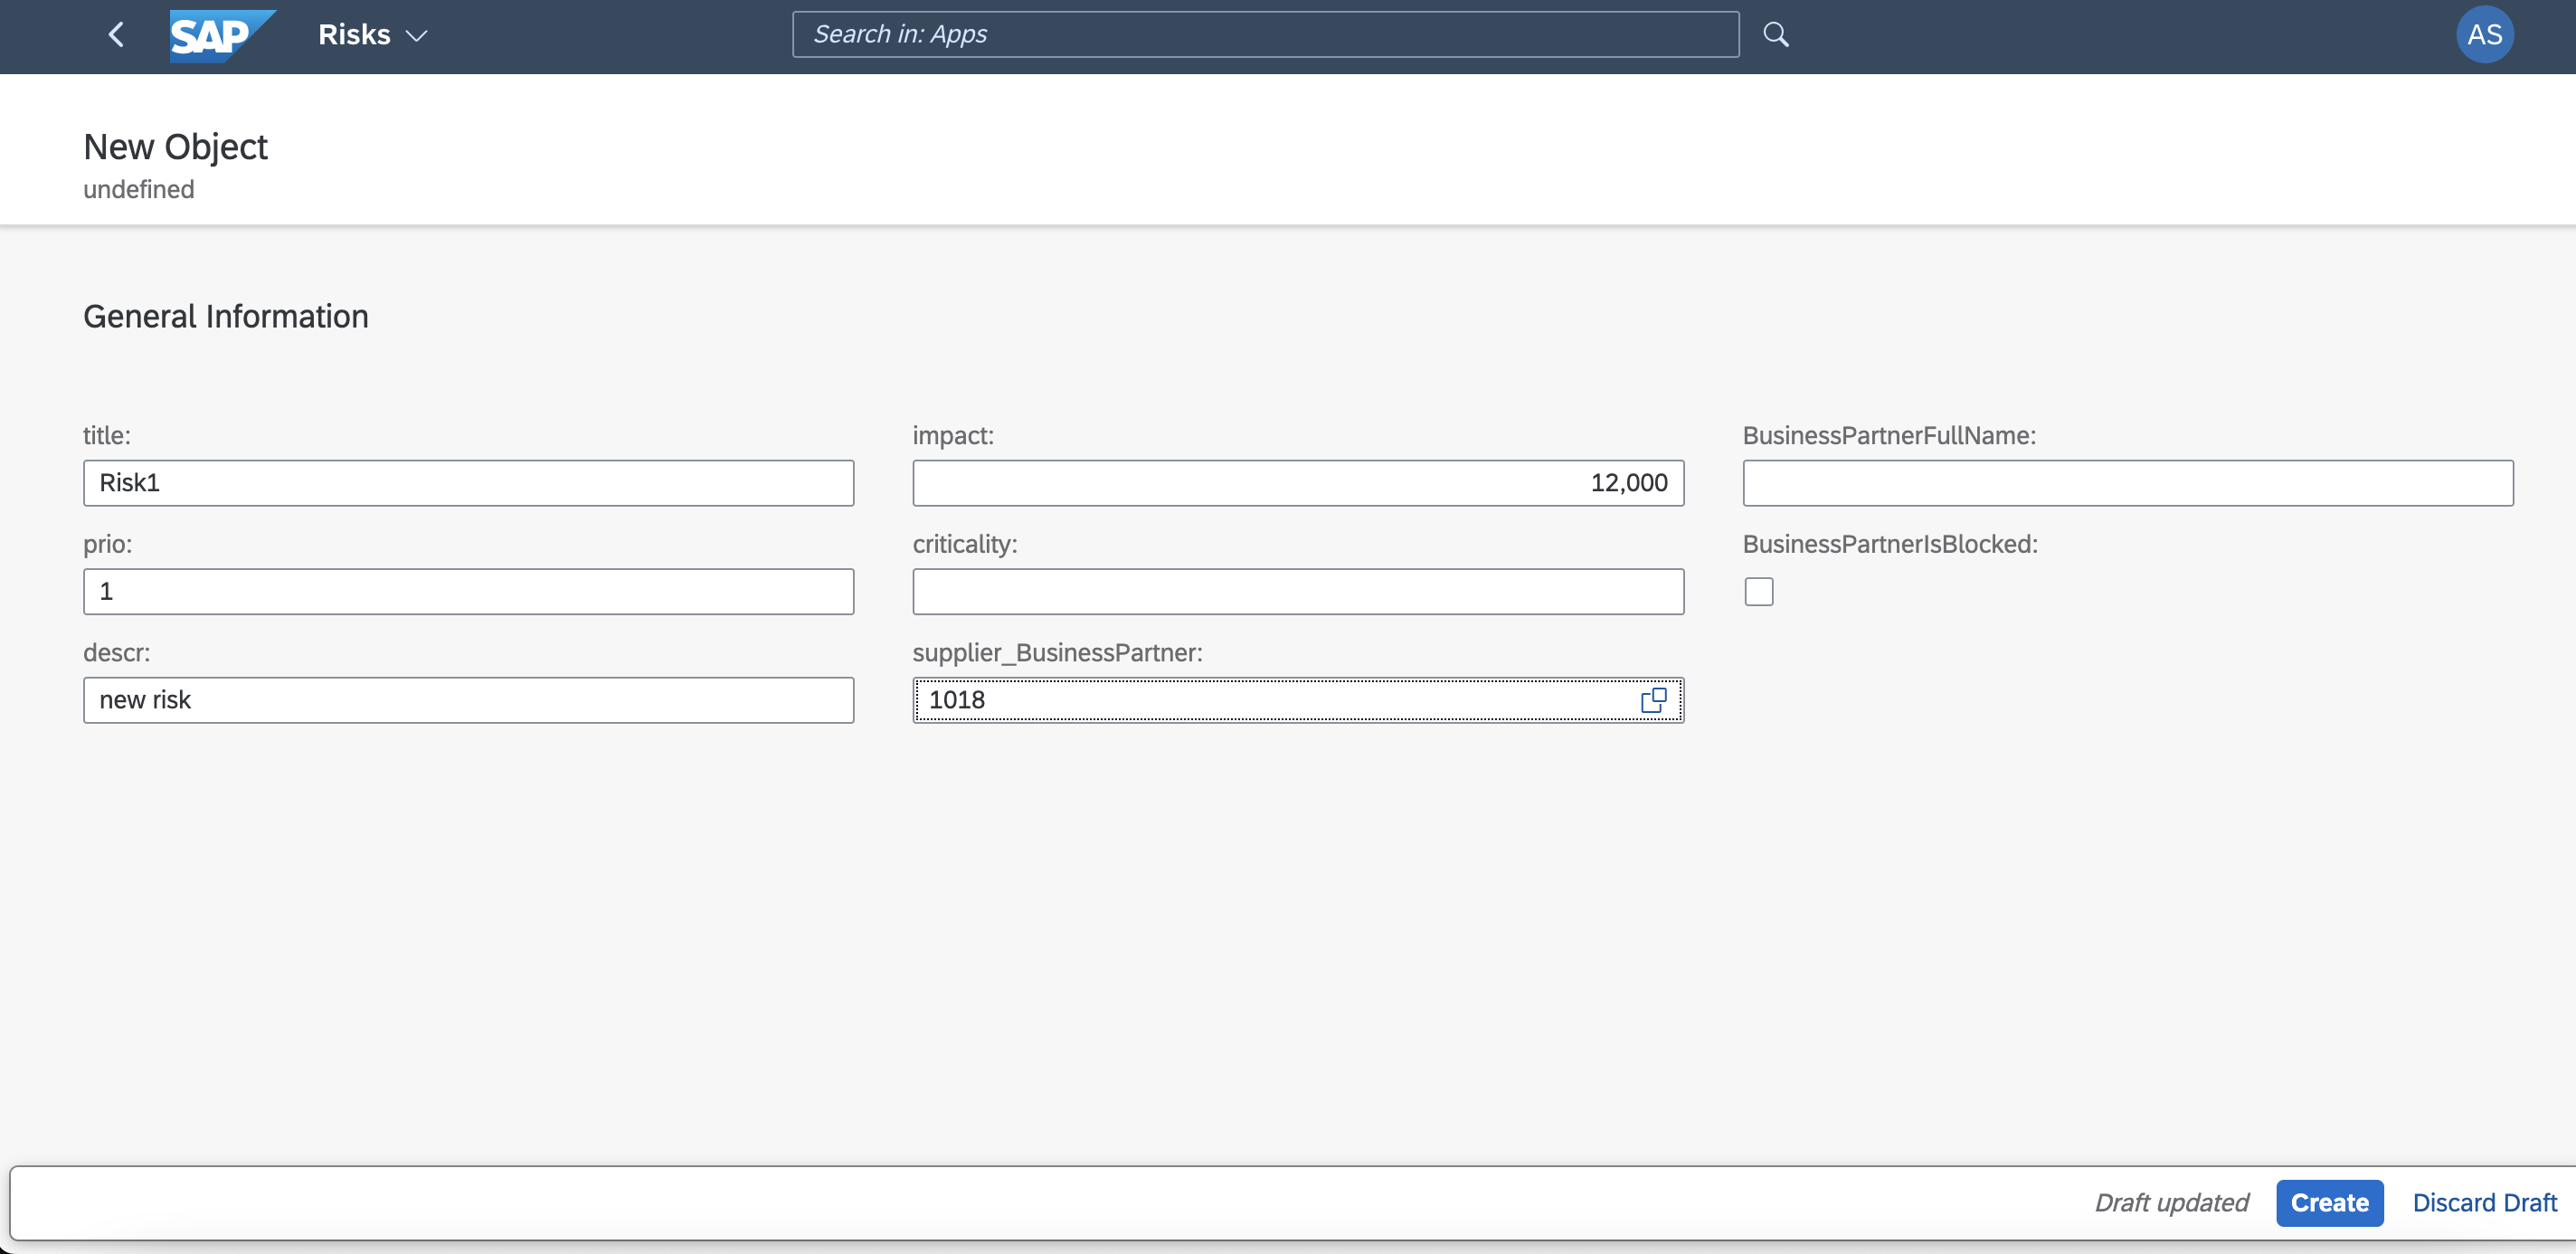 SAP Risks Search in: Apps AS
New Object
undefined
General Information
title:
Risk1
prio:
1
descr:
new risk
impact:
12,000
criticality:
supplier_BusinessPartner:
1018
BusinessPartnerFullName:
BusinessPartnerIsBlocked:
Draft updated Create Discard Draft